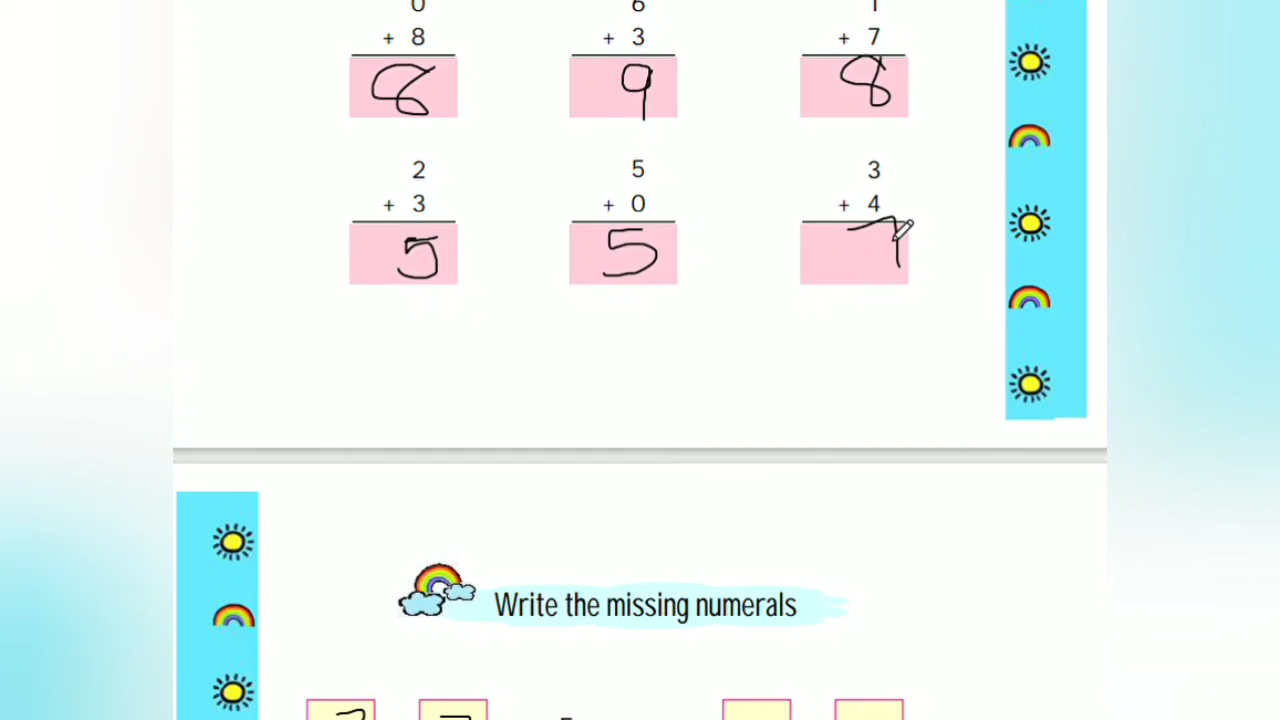 0 6 1
+ 8 + 3 + 7
8 9 8
2 5 3
+ 3 + 0 + 4
5 5 7
Write the missing numerals